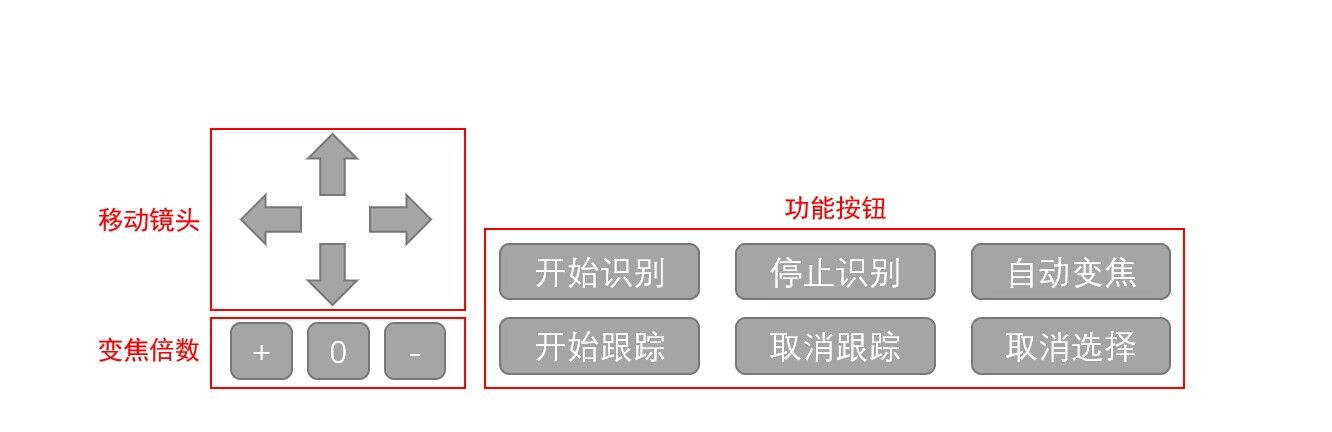 功能按钮
移动镜头
开始识别 停止识别 自动变焦
开始跟踪 取消跟踪 取消选择
变焦倍数
+ 0 -